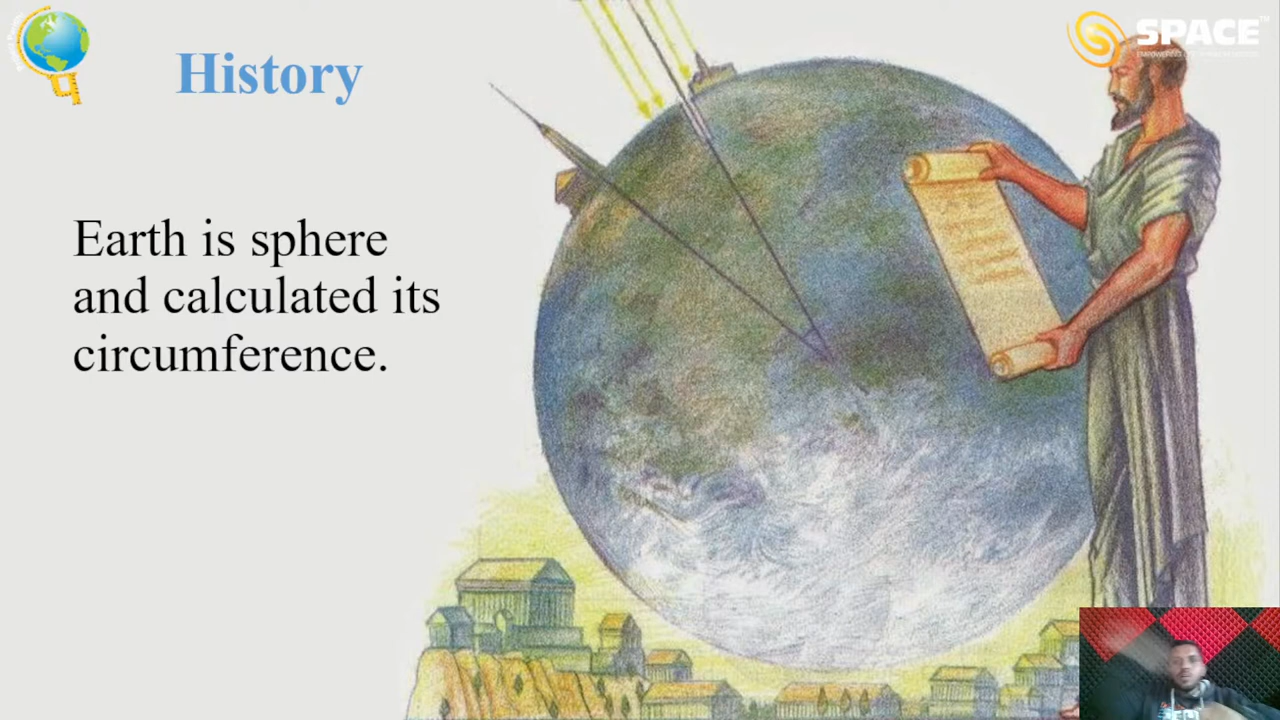 History
SPACE
Earth is sphere
and calculated its
circumference.